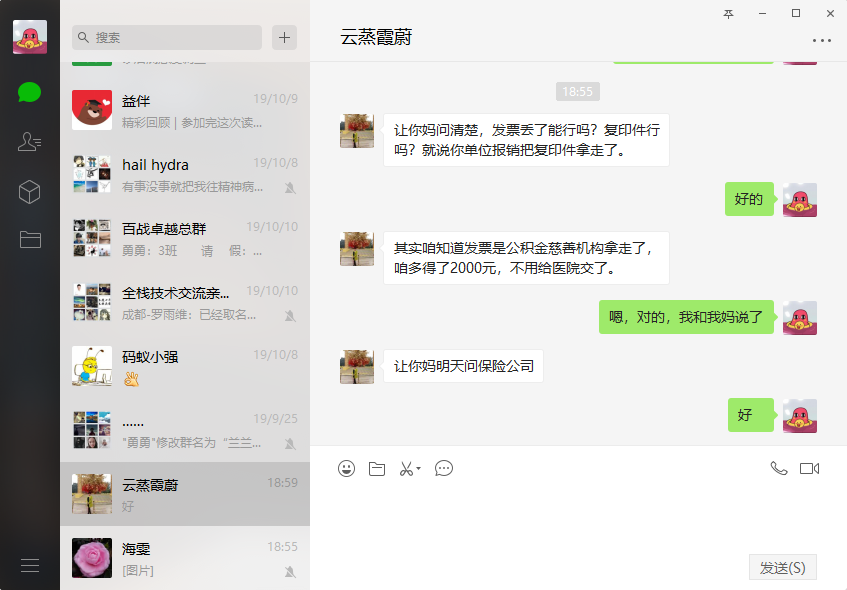 搜索
益伴
19/10/9
精彩回顾 | 参加完这次读...
hail hydra
19/10/8
有事没事就把我往精神病...
百战卓越总群
19/10/10
勇勇：3班 请 假：...
全栈技术交流亲...
19/10/10
成都-罗雨维：已经取名...
码蚁小强
19/10/8
......
19/9/25
"勇勇"修改群名为“兰兰...
云蒸霞蔚
18:59
好
海雯
18:55
[图片]
云蒸霞蔚
18:55
让你妈问清楚，发票丢了能行吗？复印件行
吗？就说你单位报销把复印件拿走了。
好的
其实咱知道发票是公积金慈善机构拿走了，
咱多得了2000元，不用给医院交了。
嗯，对的，我和我妈说了
让你妈明天问保险公司
好
发送(S)